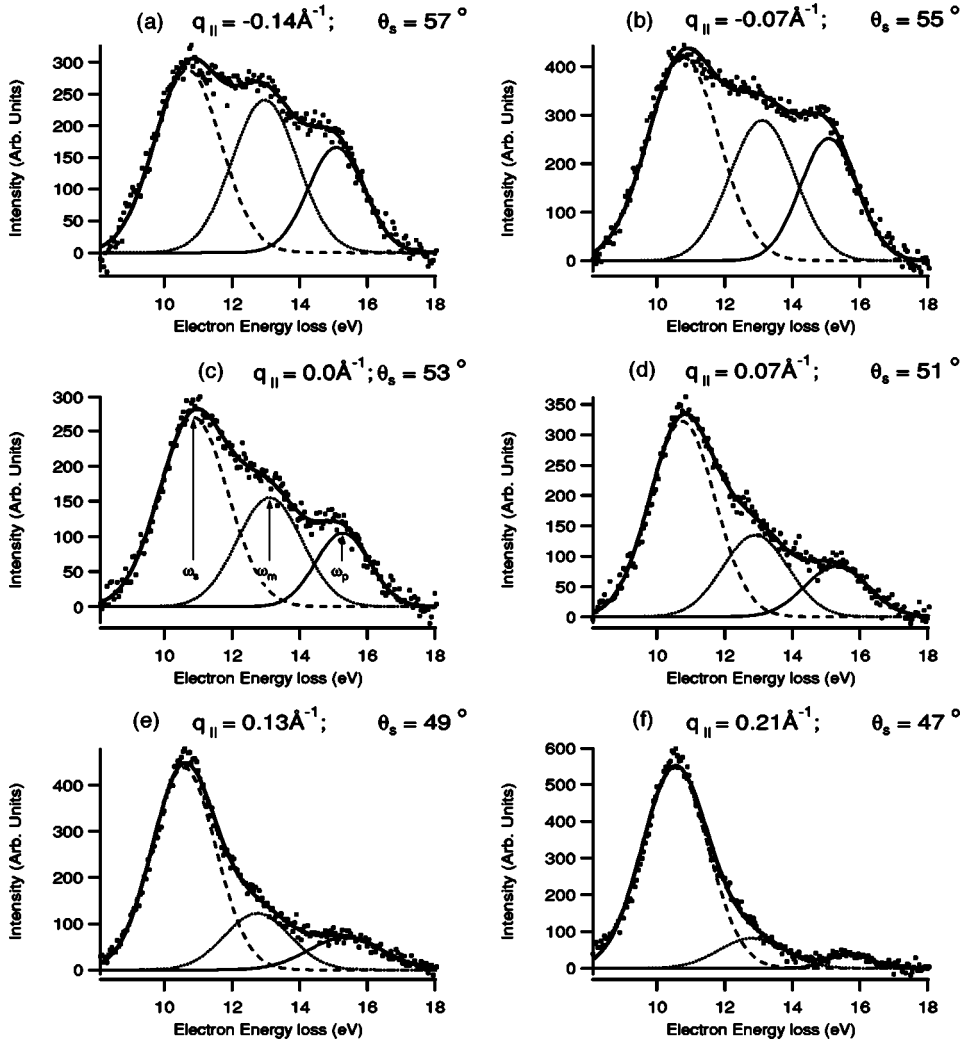 (a) q || = -0.14Å-1; θs = 57 °
300
250
200
150
100
50
0
Intensity (Arb. Units)
10 12 14 16 18
Electron Energy loss (eV)
(b) q || = -0.07Å-1; θs = 55 °
400
300
200
100
0
Intensity (Arb. Units)
10 12 14 16 18
Electron Energy loss (eV)
(c) q || = 0.0Å-1; θs = 53 °
300
250
200
150
100
50
0
Intensity (Arb. Units)
ωs ωm ωp
10 12 14 16 18
Electron Energy loss (eV)
(d) q || = 0.07Å-1; θs = 51 °
350
300
250
200
150
100
50
0
Intensity (Arb. Units)
10 12 14 16 18
Electron Energy loss (eV)
(e) q || = 0.13Å-1; θs = 49 °
400
300
200
100
0
Intensity (Arb. Units)
10 12 14 16 18
Electron Energy loss (eV)
(f) q || = 0.21Å-1; θs = 47 °
600
500
400
300
200
100
0
Intensity (Arb. Units)
10 12 14 16 18
Electron Energy loss (eV)